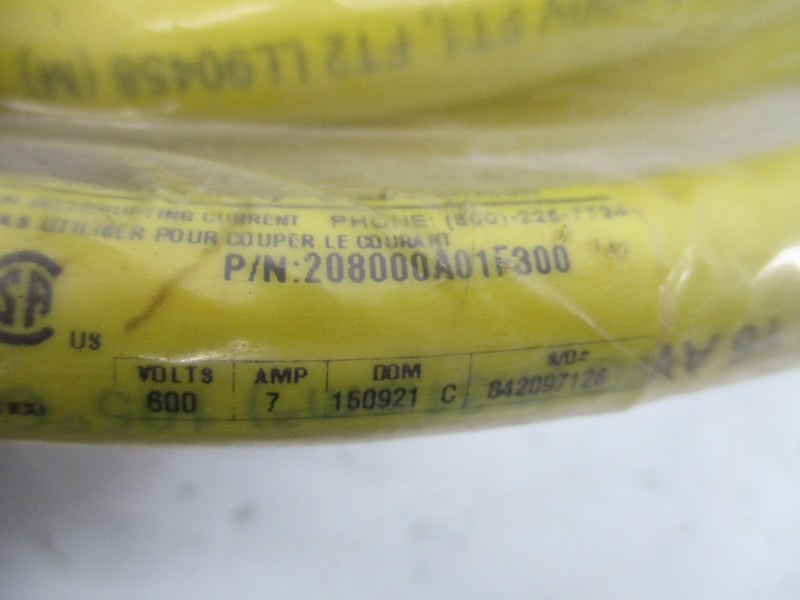 FT1, FT2 LL90458 (M)
INTERRUPTING CURRENT PHONE: (800)-225-7724
PAS UTILISER POUR COUPER LE COURANT
P/N:208000A01F300
US
VOLTS AMP DOM S/O#
600 7 150921 C 842097126